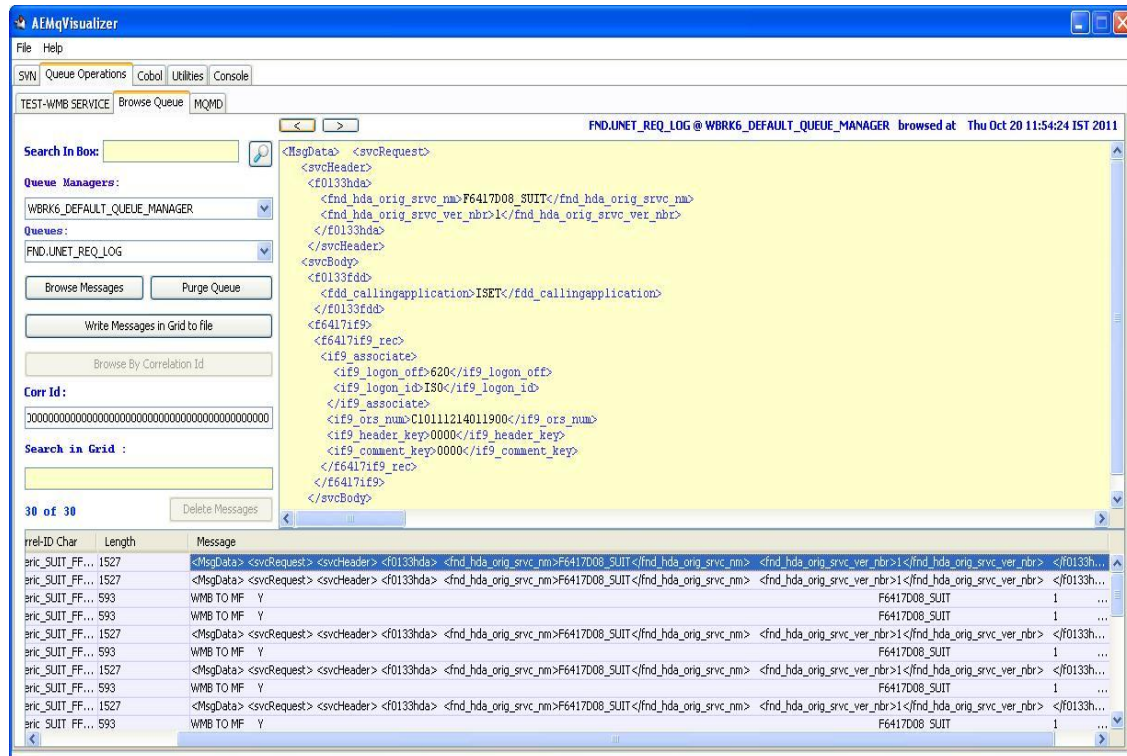 AEMqVisualizer
File Help
SVN Queue Operations Cobol Utilities Console
TEST-WMB SERVICE Browse Queue MQMD
< > FND.UNET_REQ_LOG @ WBRK6_DEFAULT_QUEUE_MANAGER browsed at Thu Oct 20 11:54:24 IST 2011
Search In Box:
Queue Managers:
WBRK6_DEFAULT_QUEUE_MANAGER
Queues:
FND.UNET_REQ_LOG
Browse Messages Purge Queue
Write Messages in Grid to file
Browse By Correlation Id
Corr Id :
Search in Grid :
30 of 30 Delete Messages
<MsgData> <svcRequest>
<svcHeader>
<f0133hda>
<fnd_hda_orig_srvc_nm>F6417D08_SUIT</fnd_hda_orig_srvc_nm>
<fnd_hda_orig_srvc_ver_nbr>1</fnd_hda_orig_srvc_ver_nbr>
</f0133hda>
</svcHeader>
<svcBody>
<f0133fdd>
<fdd_callingapplication>ISET</fdd_callingapplication>
</f0133fdd>
<f6417if9>
<f6417if9_rec>
<if9_associate>
<if9_logon_off>620</if9_logon_off>
<if9_logon_id>IS0</if9_logon_id>
</if9_associate>
<if9_ors_num>C10111214011900</if9_ors_num>
<if9_header_key>0000</if9_header_key>
<if9_comment_key>0000</if9_comment_key>
</f6417if9_rec>
</f6417if9>
</svcBody>
rrel-ID Char Length Message
eric_SUIT_FF... 1527 <MsgData> <svcRequest> <svcHeader> <f0133hda> <fnd_hda_orig_srvc_nm>F6417D08_SUIT</fnd_hda_orig_srvc_nm> <fnd_hda_orig_srvc_ver_nbr>1</fnd_hda_orig_srvc_ver_nbr> </f0133h...
eric_SUIT_FF... 1527 <MsgData> <svcRequest> <svcHeader> <f0133hda> <fnd_hda_orig_srvc_nm>F6417D08_SUIT</fnd_hda_orig_srvc_nm> <fnd_hda_orig_srvc_ver_nbr>1</fnd_hda_orig_srvc_ver_nbr> </f0133h...
eric_SUIT_FF... 593 WMB TO MF Y F6417D08_SUIT 1 ...
eric_SUIT_FF... 593 WMB TO MF Y F6417D08_SUIT 1 ...
eric_SUIT_FF... 1527 <MsgData> <svcRequest> <svcHeader> <f0133hda> <fnd_hda_orig_srvc_nm>F6417D08_SUIT</fnd_hda_orig_srvc_nm> <fnd_hda_orig_srvc_ver_nbr>1</fnd_hda_orig_srvc_ver_nbr> </f0133h...
eric_SUIT_FF... 593 WMB TO MF Y F6417D08_SUIT 1 ...
eric_SUIT_FF... 1527 <MsgData> <svcRequest> <svcHeader> <f0133hda> <fnd_hda_orig_srvc_nm>F6417D08_SUIT</fnd_hda_orig_srvc_nm> <fnd_hda_orig_srvc_ver_nbr>1</fnd_hda_orig_srvc_ver_nbr> </f0133h...
eric_SUIT_FF... 593 WMB TO MF Y F6417D08_SUIT 1 ...
eric_SUIT_FF... 1527 <MsgData> <svcRequest> <svcHeader> <f0133hda> <fnd_hda_orig_srvc_nm>F6417D08_SUIT</fnd_hda_orig_srvc_nm> <fnd_hda_orig_srvc_ver_nbr>1</fnd_hda_orig_srvc_ver_nbr> </f0133h...
eric_SUIT_FF... 593 WMB TO MF Y F6417D08_SUIT 1 ...